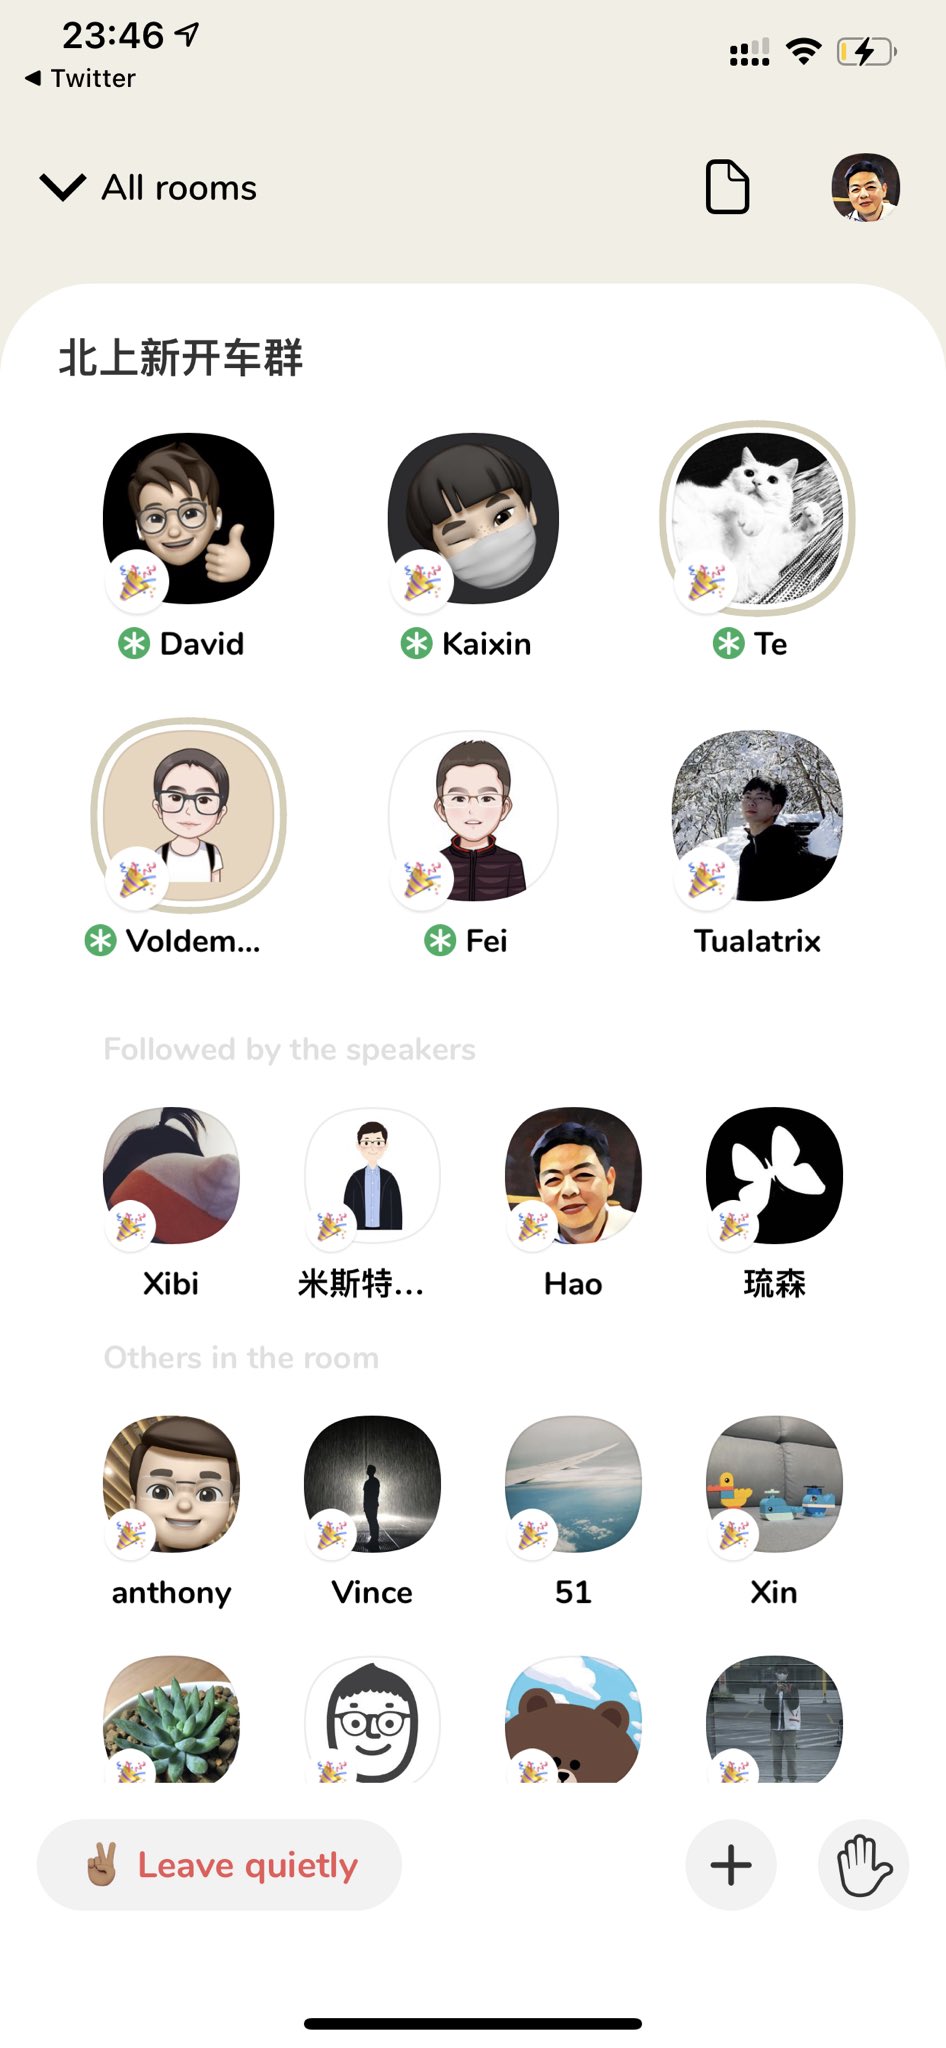 23:46
◀ Twitter
All rooms
北上新开车群
David
Kaixin
Te
Voldem...
Fei
Tualatrix
Followed by the speakers
Xibi
米斯特...
Hao
琉森
Others in the room
anthony
Vince
51
Xin
✌🏽 Leave quietly